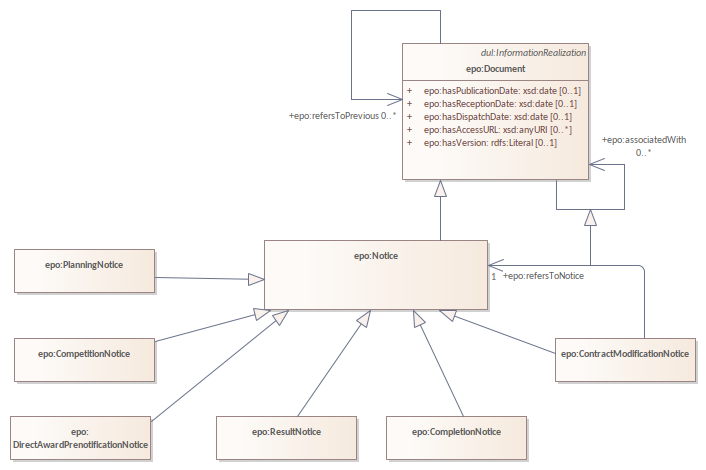 dul:InformationRealization
epo:Document
+ epo:hasPublicationDate: xsd:date [0..1]
+ epo:hasReceptionDate: xsd:date [0..1]
+ epo:hasDispatchDate: xsd:date [0..1]
+ epo:hasAccessURL: xsd:anyURI [0..*]
+ epo:hasVersion: rdfs:Literal [0..1]
+epo:refersToPrevious 0..*
+epo:associatedWith
0..*
epo:Notice
epo:PlanningNotice
1 +epo:refersToNotice
epo:CompetitionNotice
epo:ContractModificationNotice
epo:
DirectAwardPrenotificationNotice
epo:ResultNotice
epo:CompletionNotice